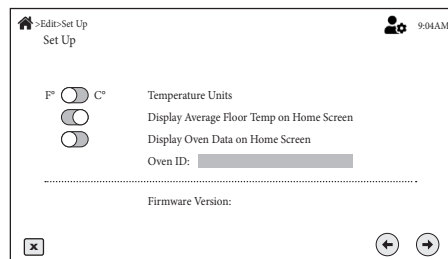 >Edit>Set Up
9:04AM
Set Up
F° C° Temperature Units
Display Average Floor Temp on Home Screen
Display Oven Data on Home Screen
Oven ID:
Firmware Version: